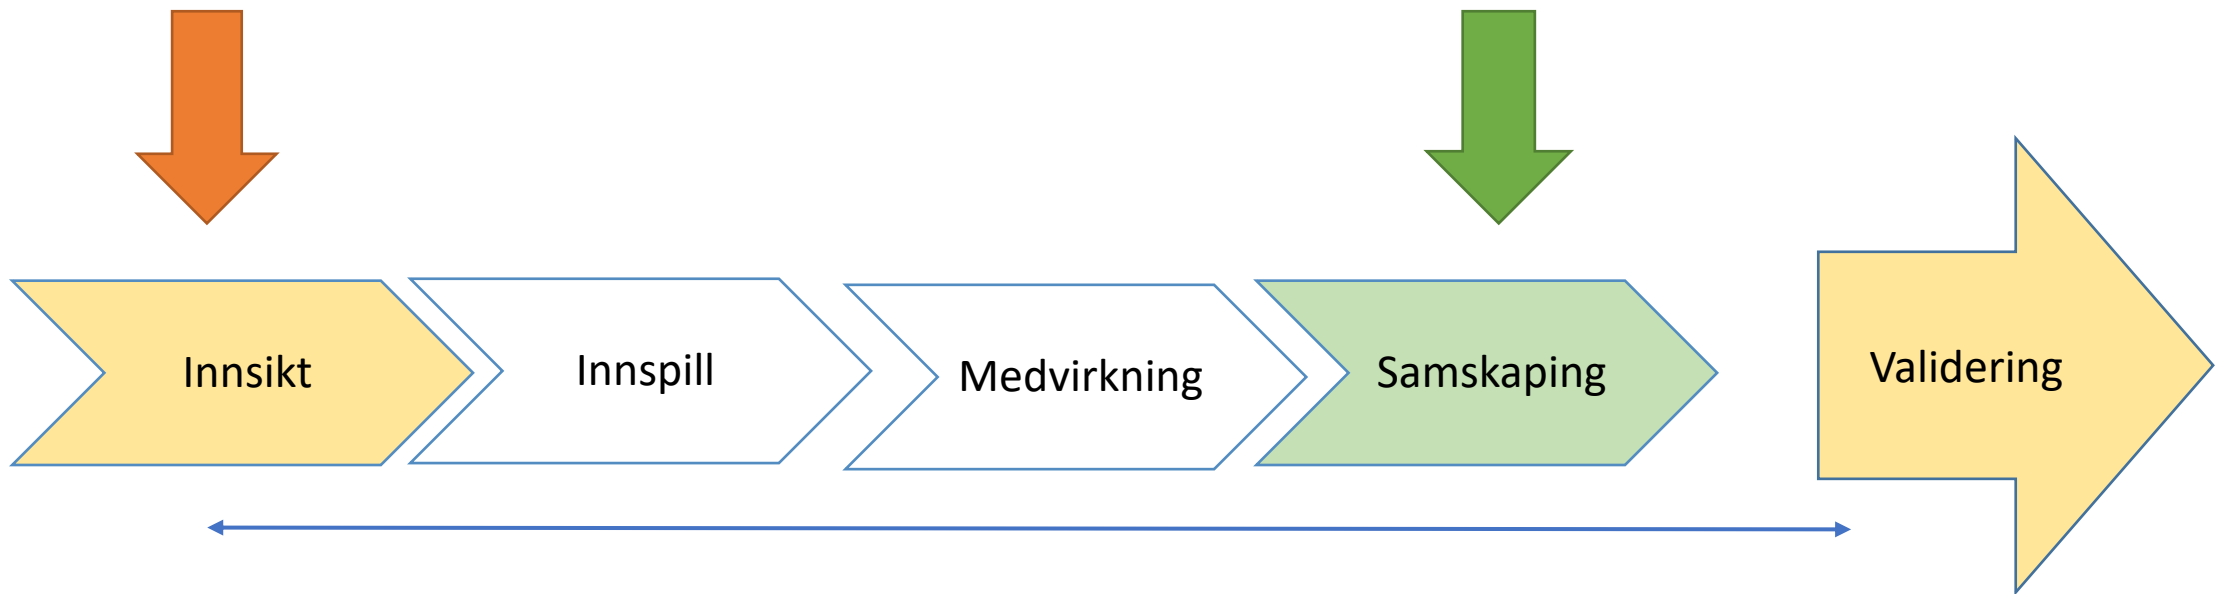 Innsikt
Innspill
Medvirkning
Samskaping
Validering